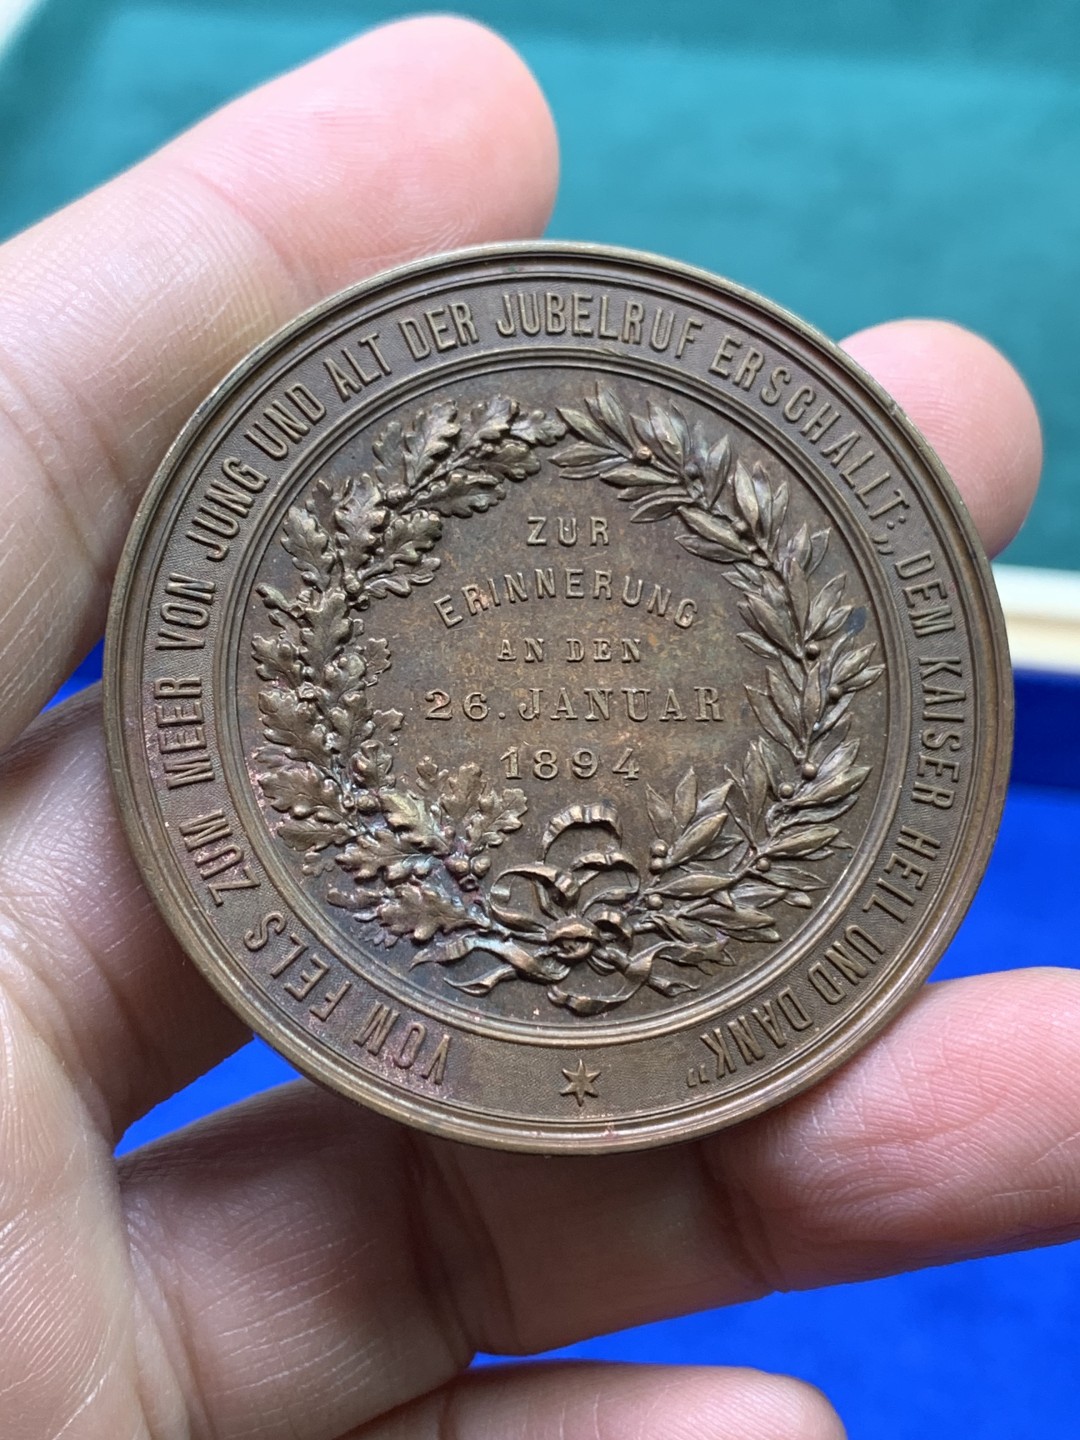 VOM FELS ZUM MEER VON JUNG UND ALT DER JUBELRUF ERSCHALLT: „DEM KAISER HEIL UND DANK”
ZUR
ERINNERUNG
AN DEN
26. JANUAR
1894